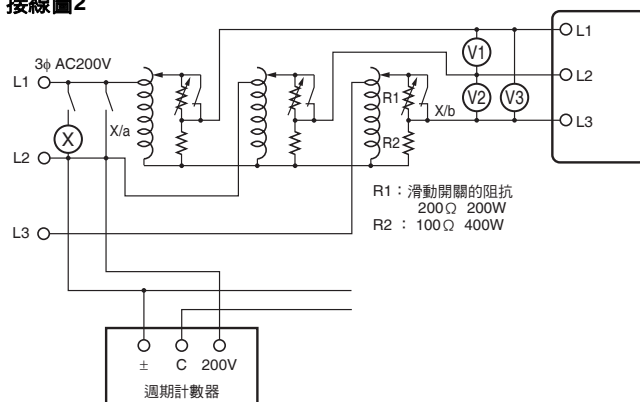 接線圖2
3ϕ AC200V
L1
L2
L3
X
X/a
R1
R2
X/b
V1
V2
V3
L1
L2
L3
R1：滑動開關的阻抗
200Ω 200W
R2 ： 100Ω 400W
± C 200V
週期計數器